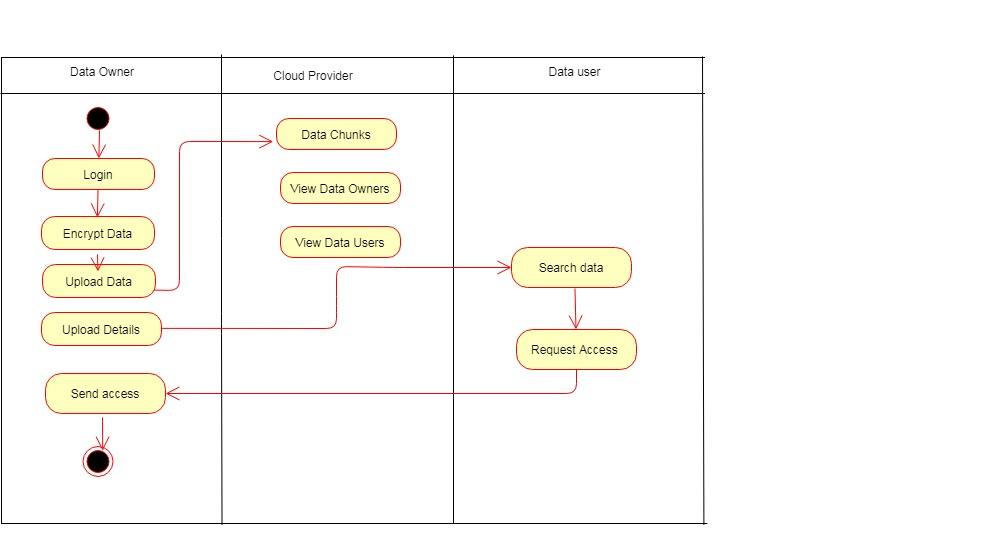 Data Owner
Cloud Provider
Data user
Login
Encrypt Data
Upload Data
Upload Details
Send access
Data Chunks
View Data Owners
View Data Users
Search data
Request Access